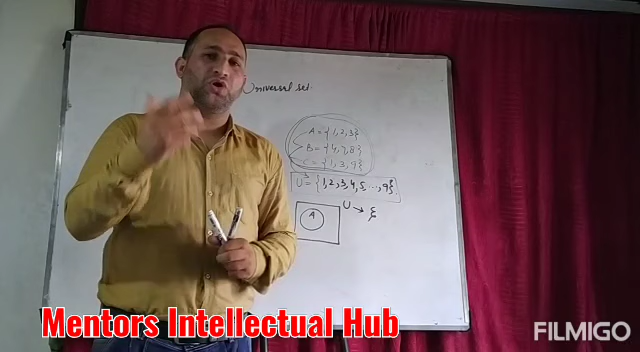 Universal set.
A = {1,2,3}
B = {4,7,8}
C = {1,3,9}
U = {1,2,3,4,5...,9}
A
U → ξ
Mentors Intellectual Hub
FILMIGO